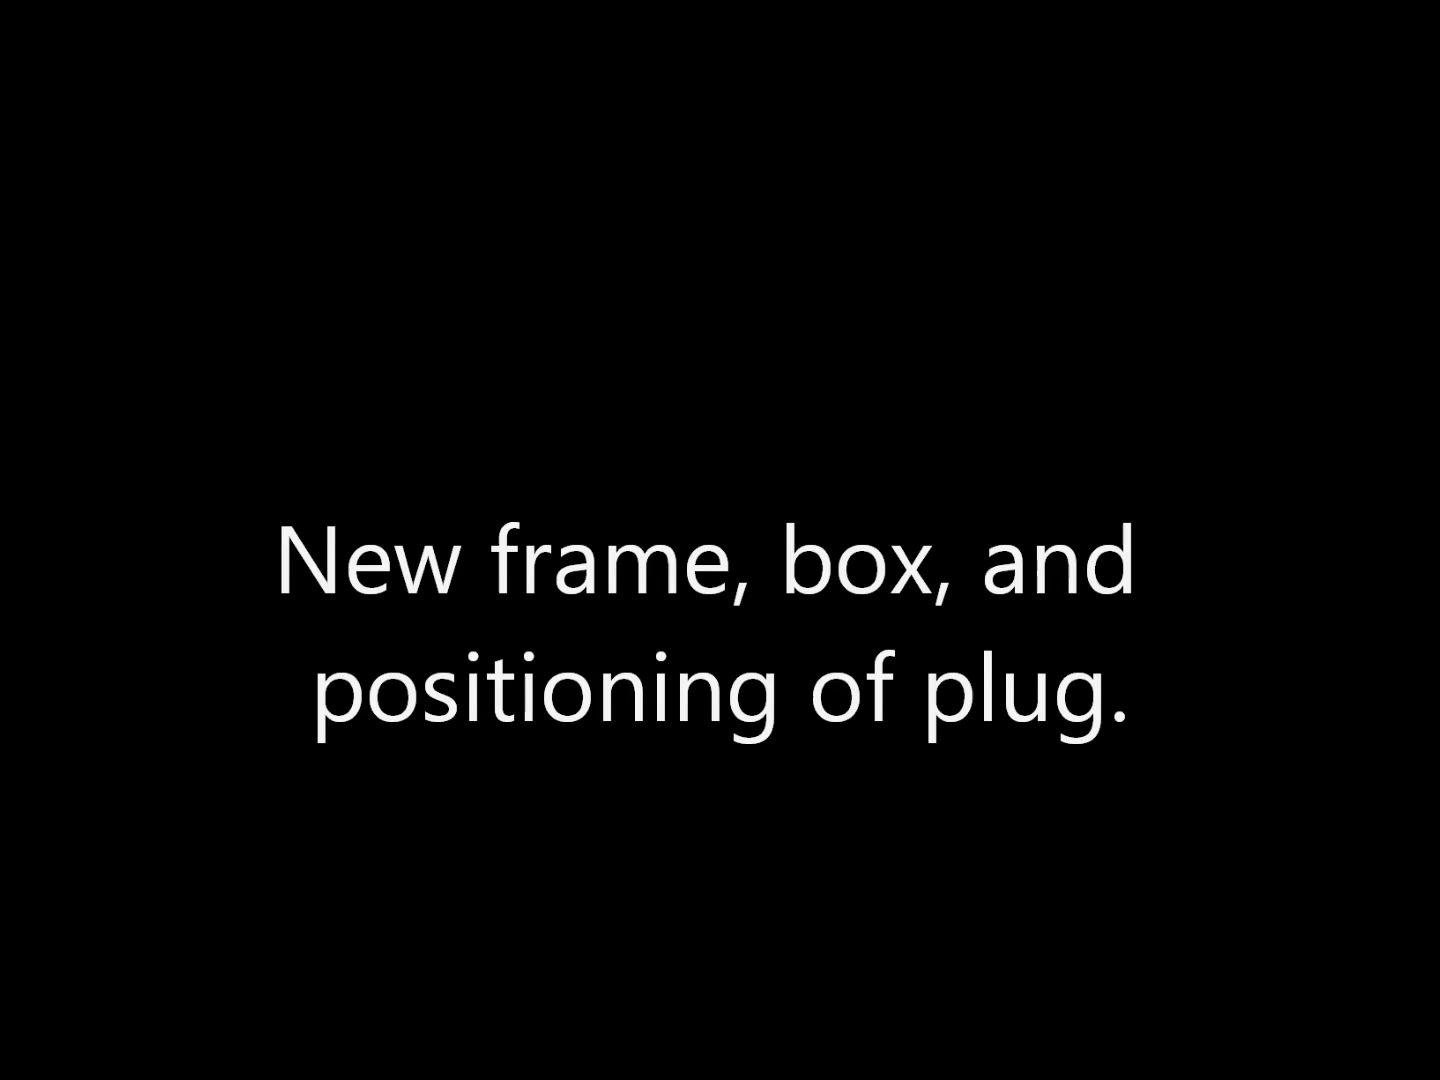 New frame, box, and
positioning of plug.